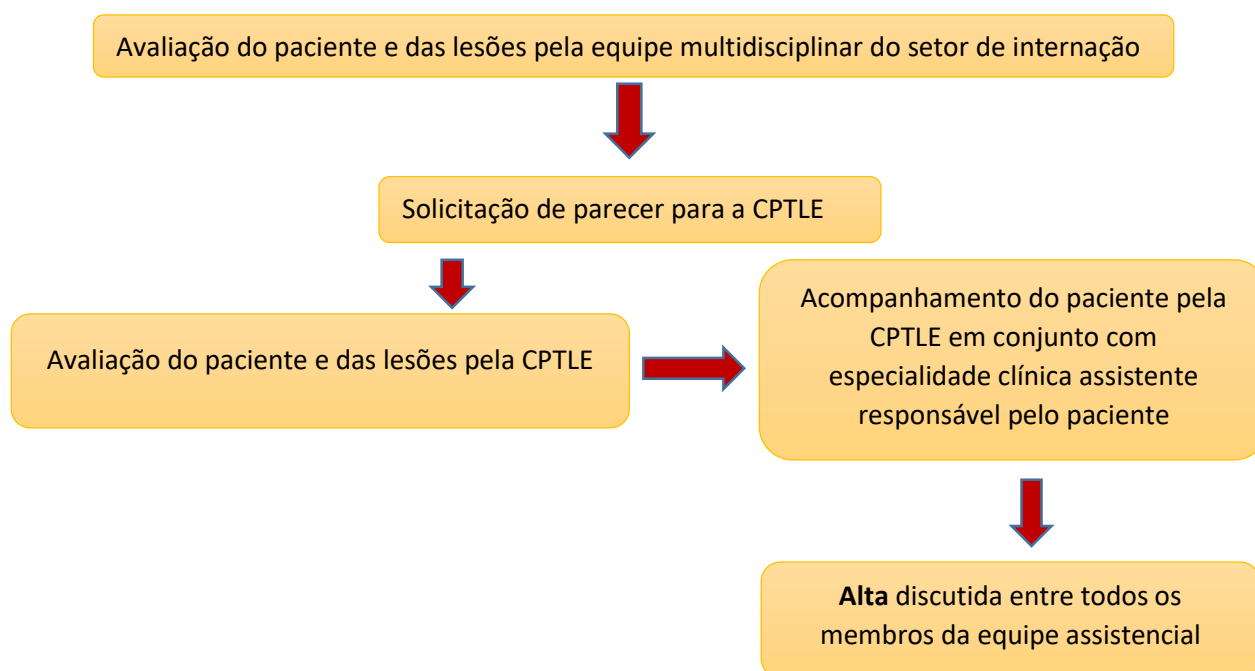 Avaliação do paciente e das lesões pela equipe multidisciplinar do setor de internação
Solicitação de parecer para a CPTLE
Avaliação do paciente e das lesões pela CPTLE
Acompanhamento do paciente pela
CPTLE em conjunto com
especialidade clínica assistente
responsável pelo paciente
Alta discutida entre todos os
membros da equipe assistencial